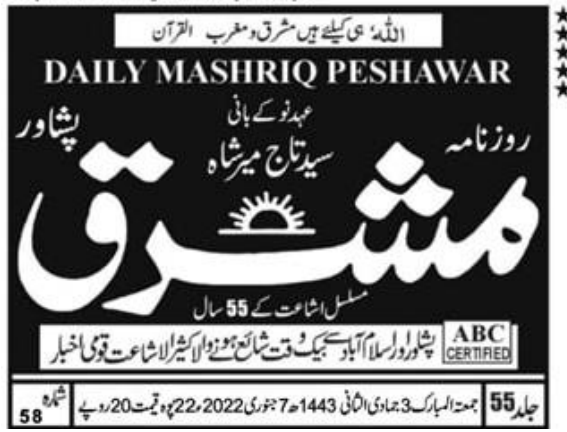 اللہ ہی کیلئے ہیں مشرق و مغرب القرآن
DAILY MASHRIQ PESHAWAR
عہد نو کے بانی
سید تاج میر شاہ
روزنامہ
پشاور
مشرق
مسلسل اشاعت کے 55 سال
ABC CERTIFIED پشاور اور اسلام آباد سے بیک وقت شائع ہونے والا کثیر الاشاعت قومی اخبار
جلد 55 جمعتہ المبارک 3 جمادی الثانی 1443ھ 7 جنوری 2022ء 22 پوہ قیمت 20 روپے شمارہ 58